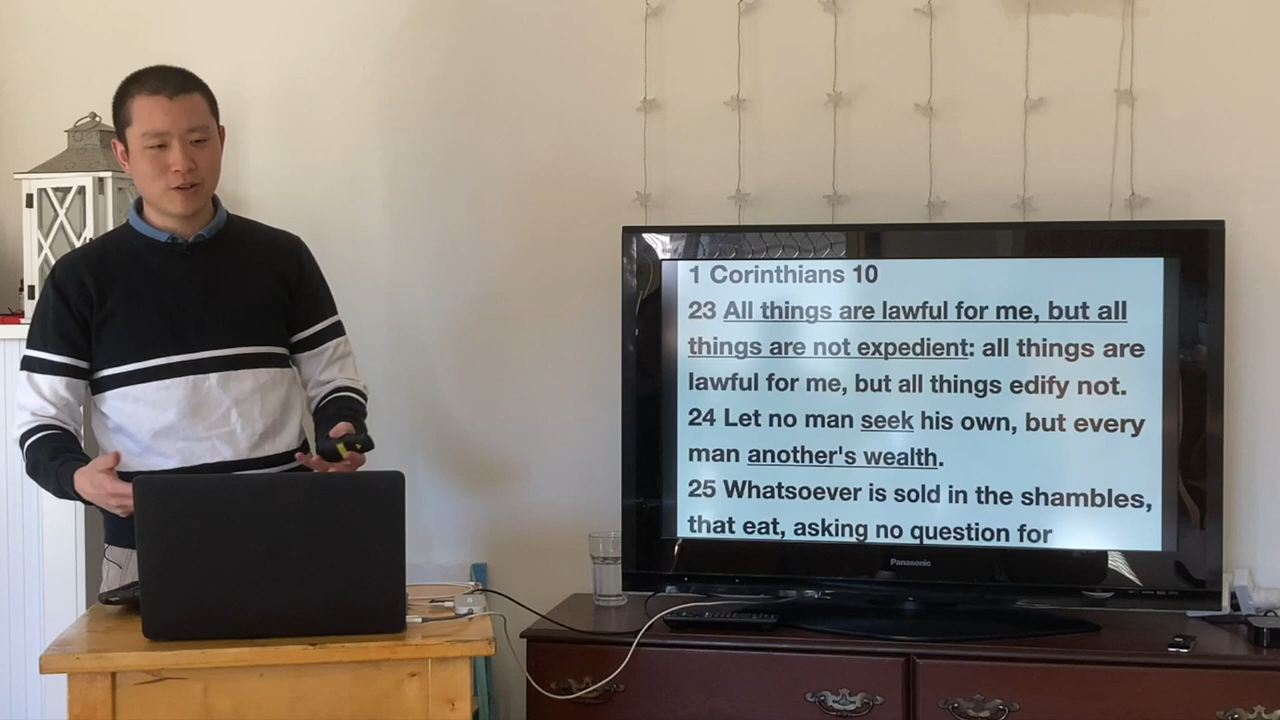 1 Corinthians 10
23 All things are lawful for me, but all
things are not expedient: all things are
lawful for me, but all things edify not.
24 Let no man seek his own, but every
man another's wealth.
25 Whatsoever is sold in the shambles,
that eat, asking no question for
Panasonic